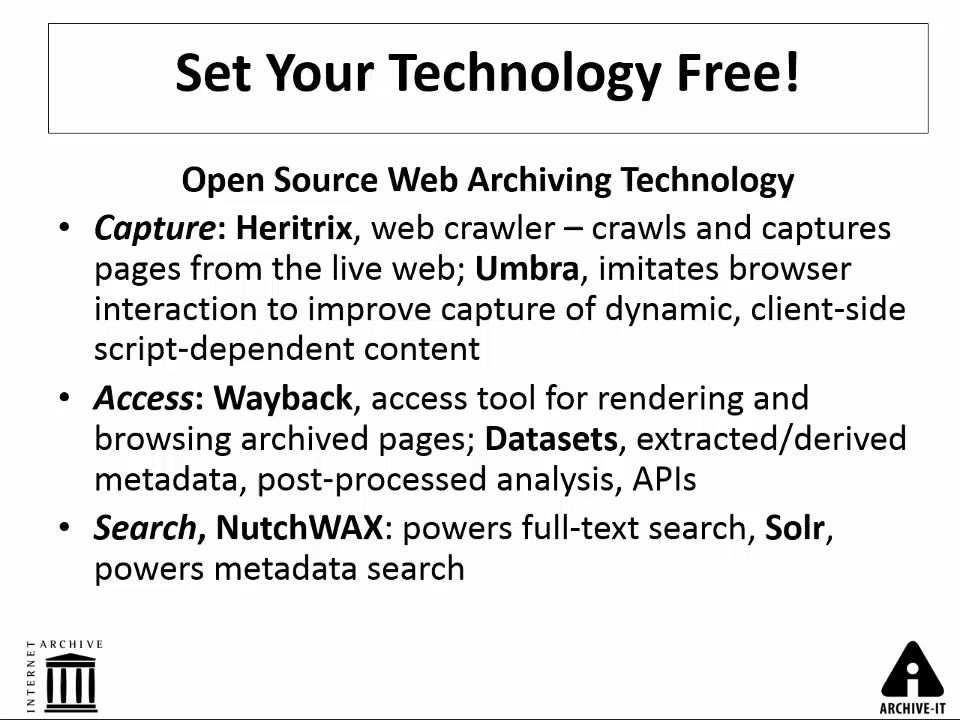 Set Your Technology Free!
Open Source Web Archiving Technology
• Capture: Heritrix, web crawler – crawls and captures
pages from the live web; Umbra, imitates browser
interaction to improve capture of dynamic, client-side
script-dependent content
• Access: Wayback, access tool for rendering and
browsing archived pages; Datasets, extracted/derived
metadata, post-processed analysis, APIs
• Search, NutchWAX: powers full-text search, Solr,
powers metadata search
INTERNET ARCHIVE
ARCHIVE-IT